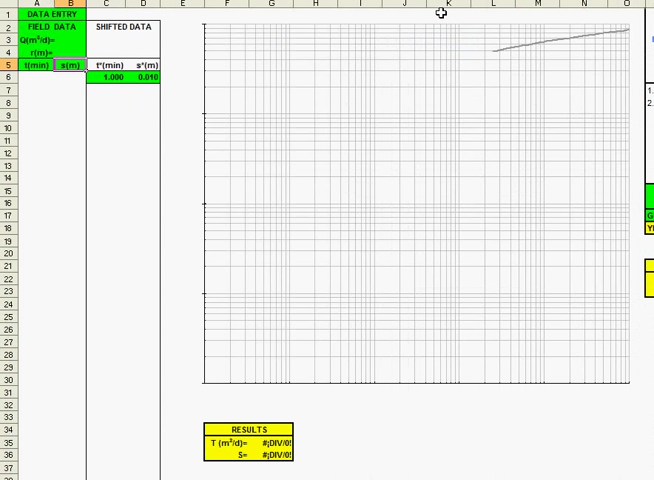 A B C D E F G H I J K L M N O
1 DATA ENTRY
2 FIELD DATA SHIFTED DATA
3 Q(m³/d)=
4 r(m)=
5 t(min) s(m) t*(min) s*(m)
6 1.000 0.010
7 1.
8 2.
9
10
11
12
13
14
15
16
17 G
18
19
20
21
22
23
24
25
26
27
28
29
30
31
32
33
34 RESULTS
35 T (m²/d)= #¡DIV/0!
36 S= #¡DIV/0!
37